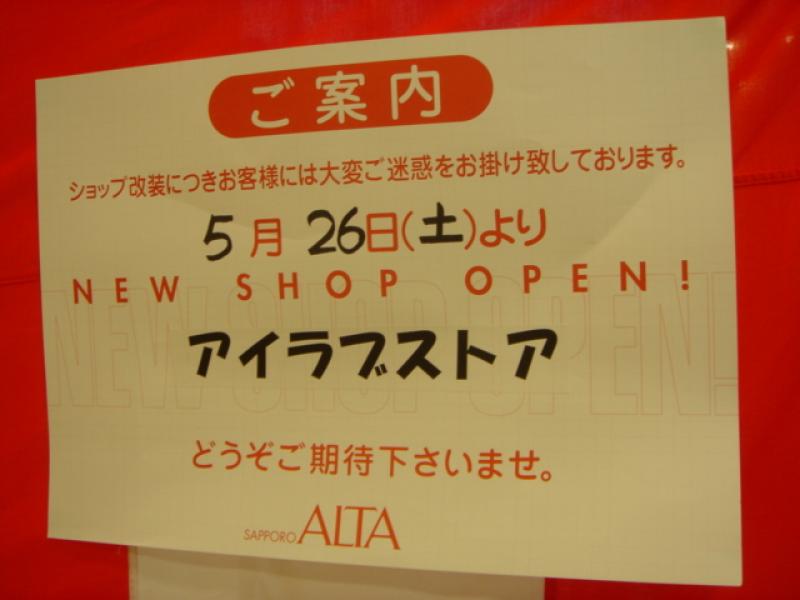 ご案内
ショップ改装につきお客様には大変ご迷惑をお掛け致しております。
5月26日(土)より
NEW SHOP OPEN!
NEW SHOP OPEN!
アイラブストア
どうぞご期待下さいませ。
SAPPORO ALTA